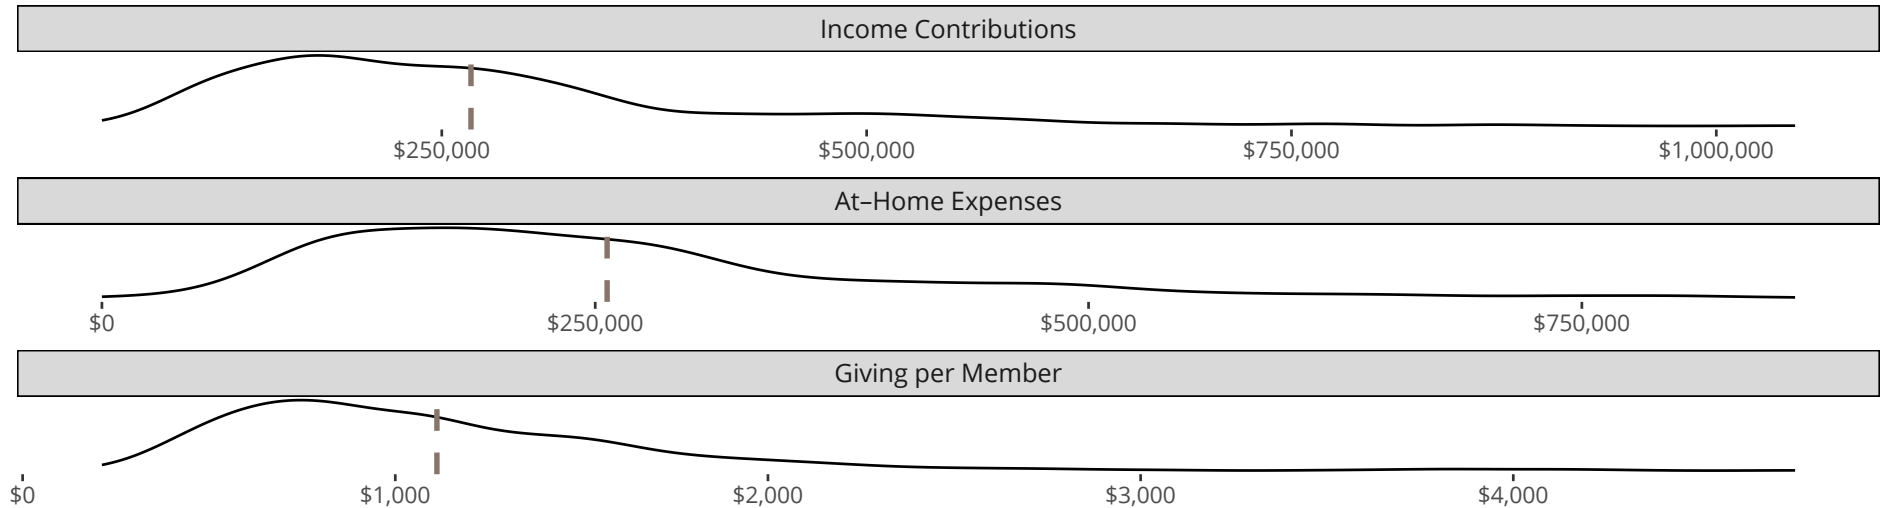 Income Contributions
$250,000 $500,000 $750,000 $1,000,000
At–Home Expenses
$0 $250,000 $500,000 $750,000
Giving per Member
$0 $1,000 $2,000 $3,000 $4,000